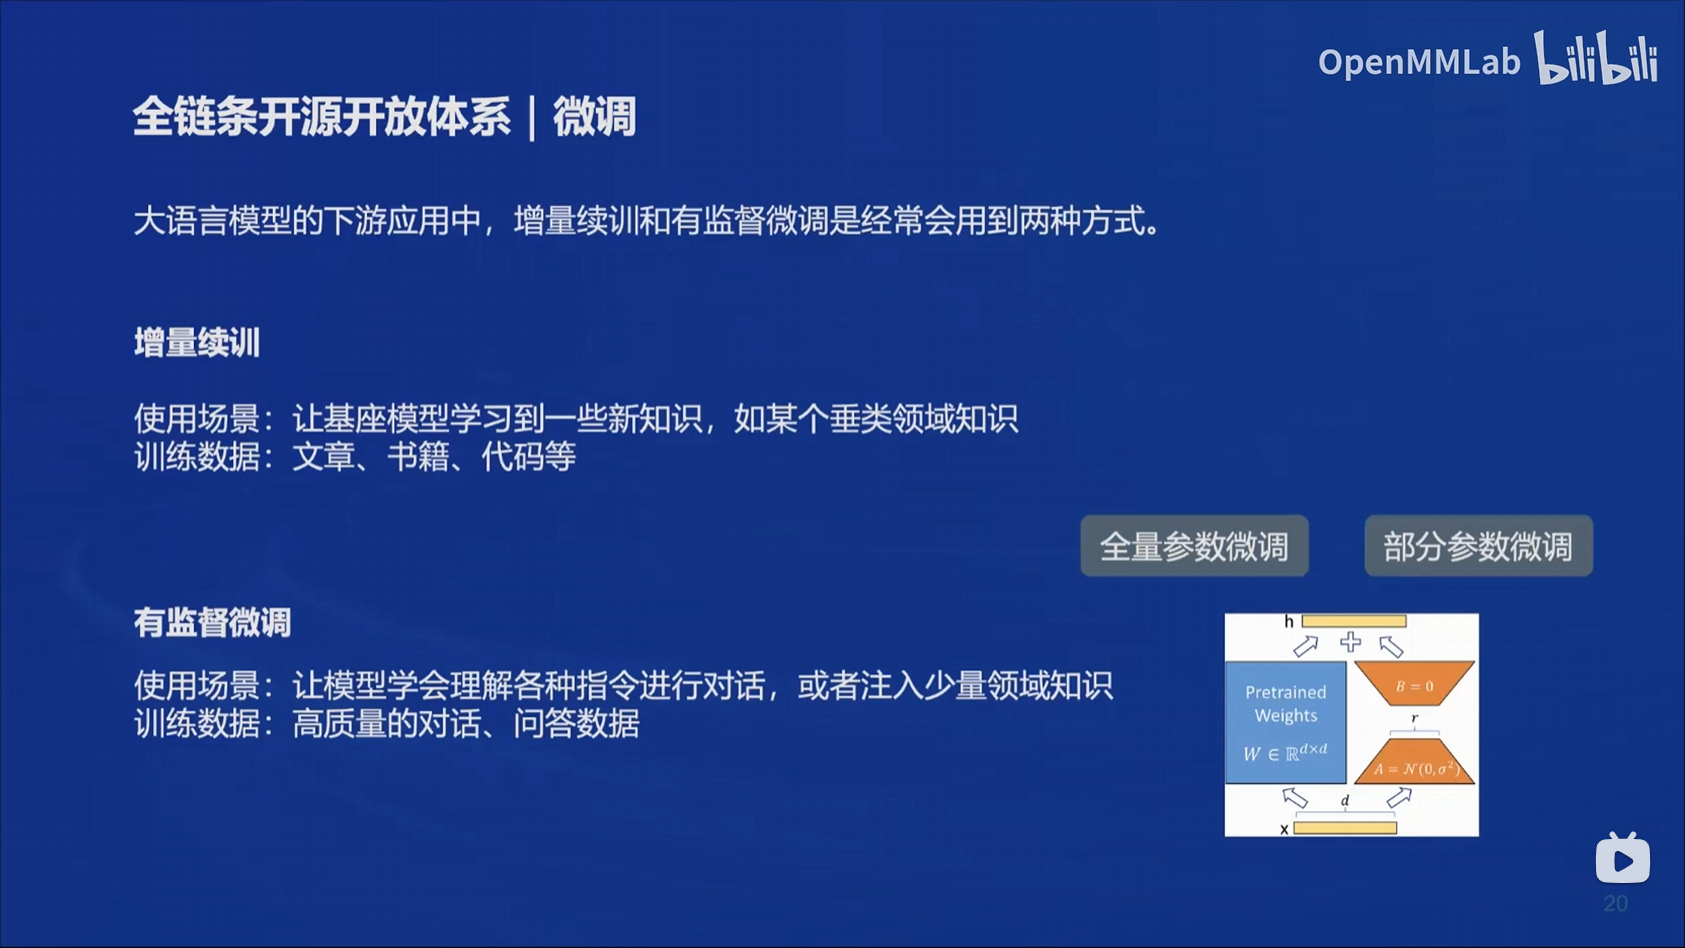 OpenMMLab bilibili
全链条开源开放体系 | 微调
大语言模型的下游应用中，增量续训和有监督微调是经常会用到两种方式。
增量续训
使用场景：让基座模型学习到一些新知识，如某个垂类领域知识
训练数据：文章、书籍、代码等
全量参数微调
部分参数微调
有监督微调
使用场景：让模型学会理解各种指令进行对话，或者注入少量领域知识
训练数据：高质量的对话、问答数据
h
Pretrained
Weights
W ∈ ℝ^{d×d}
B = 0
r
A = 𝒩(0, σ²)
d
x
20